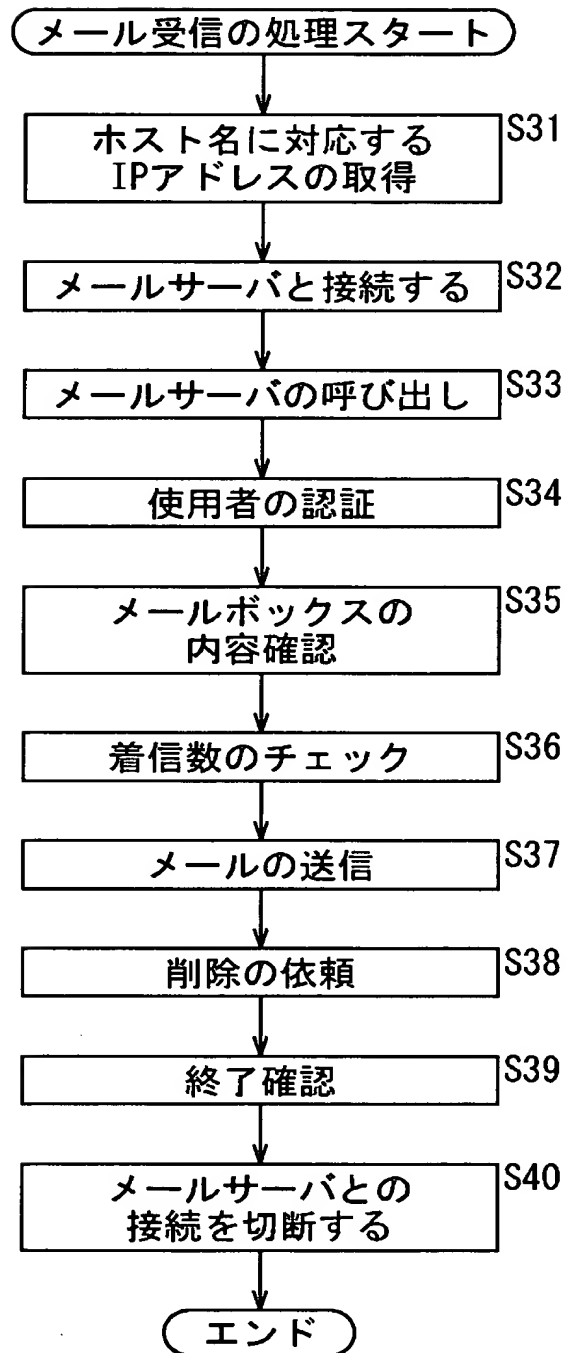 メール受信の処理スタート
ホスト名に対応する
IPアドレスの取得
S31
メールサーバと接続する
S32
メールサーバの呼び出し
S33
使用者の認証
S34
メールボックスの
内容確認
S35
着信数のチェック
S36
メールの送信
S37
削除の依頼
S38
終了確認
S39
メールサーバとの
接続を切断する
S40
エンド